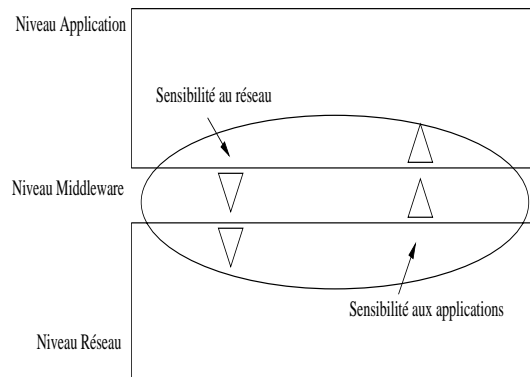 Niveau Application
Sensibilité au réseau
Niveau Middleware
Sensibilité aux applications
Niveau Réseau